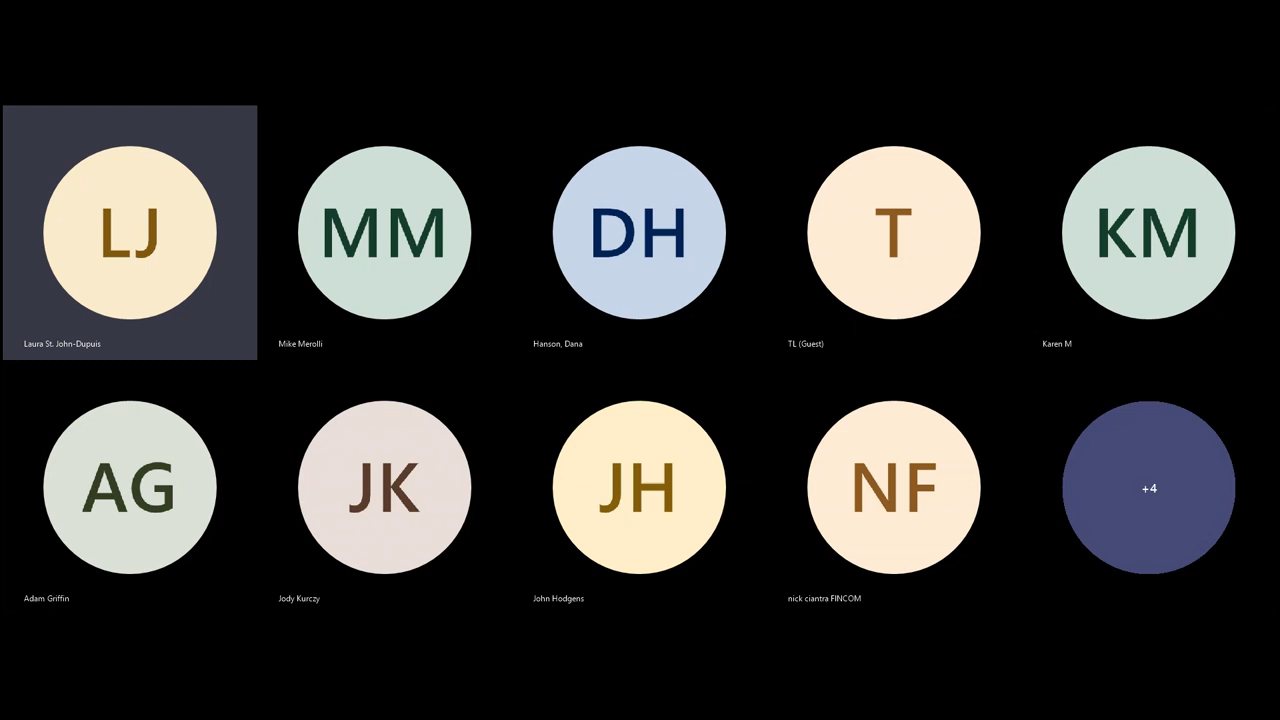 LJ
MM
DH
T
KM
Laura St. John-Dupuis
Mike Merolli
Hanson, Dana
TL (Guest)
Karen M
AG
JK
JH
NF
+4
Adam Griffin
Jody Kurczy
John Hodgens
nick ciantra FINCOM